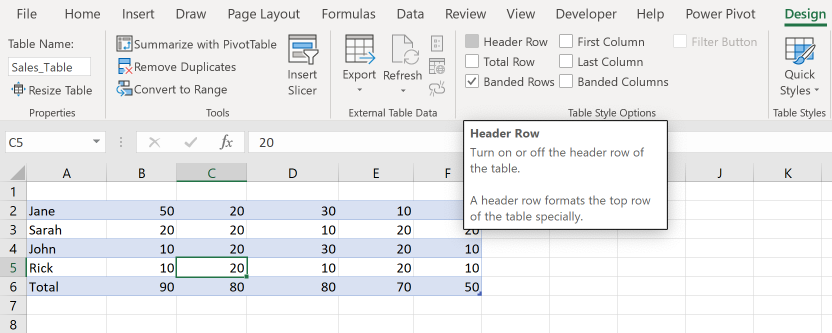 File Home Insert Draw Page Layout Formulas Data Review View Developer Help Power Pivot Design
Table Name: Summarize with PivotTable Header Row First Column Filter Button
Sales_Table Remove Duplicates Insert Slicer Export Refresh Total Row Last Column Quick Styles
Resize Table Convert to Range Banded Rows Banded Columns
Properties Tools External Table Data Table Style Options Table Styles
C5 fx 20
Header Row
Turn on or off the header row of
the table.
A header row formats the top row
of the table specially.
A B C D E F J K
1
2 Jane 50 20 30 10
3 Sarah 20 20 10 20 20
4 John 10 20 30 20 10
5 Rick 10 20 10 20 10
6 Total 90 80 80 70 50
7
8